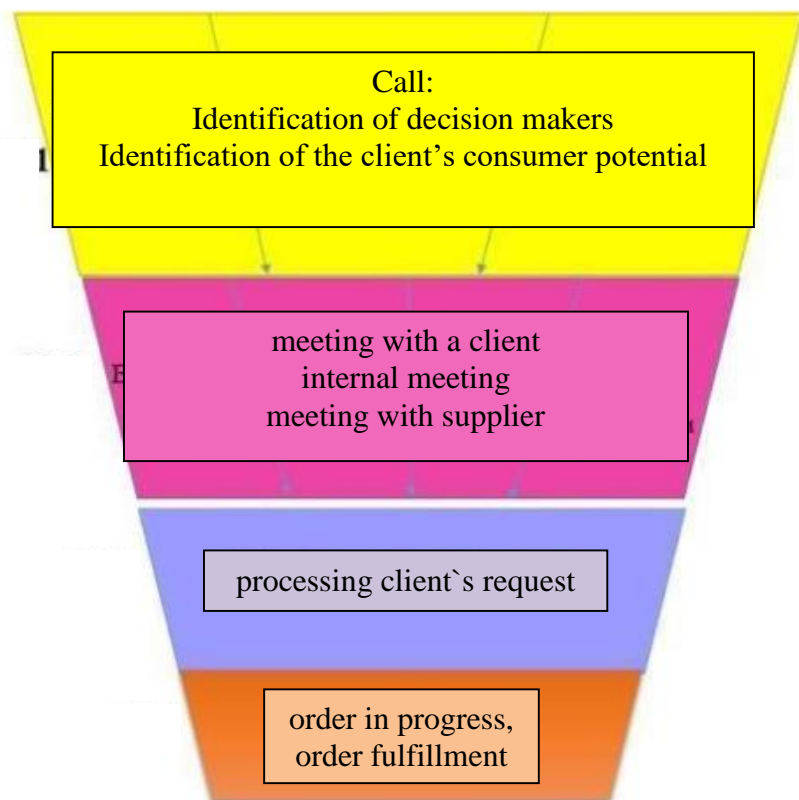 Call:
Identification of decision makers
Identification of the client’s consumer potential
meeting with a client
internal meeting
meeting with supplier
processing client`s request
order in progress,
order fulfillment